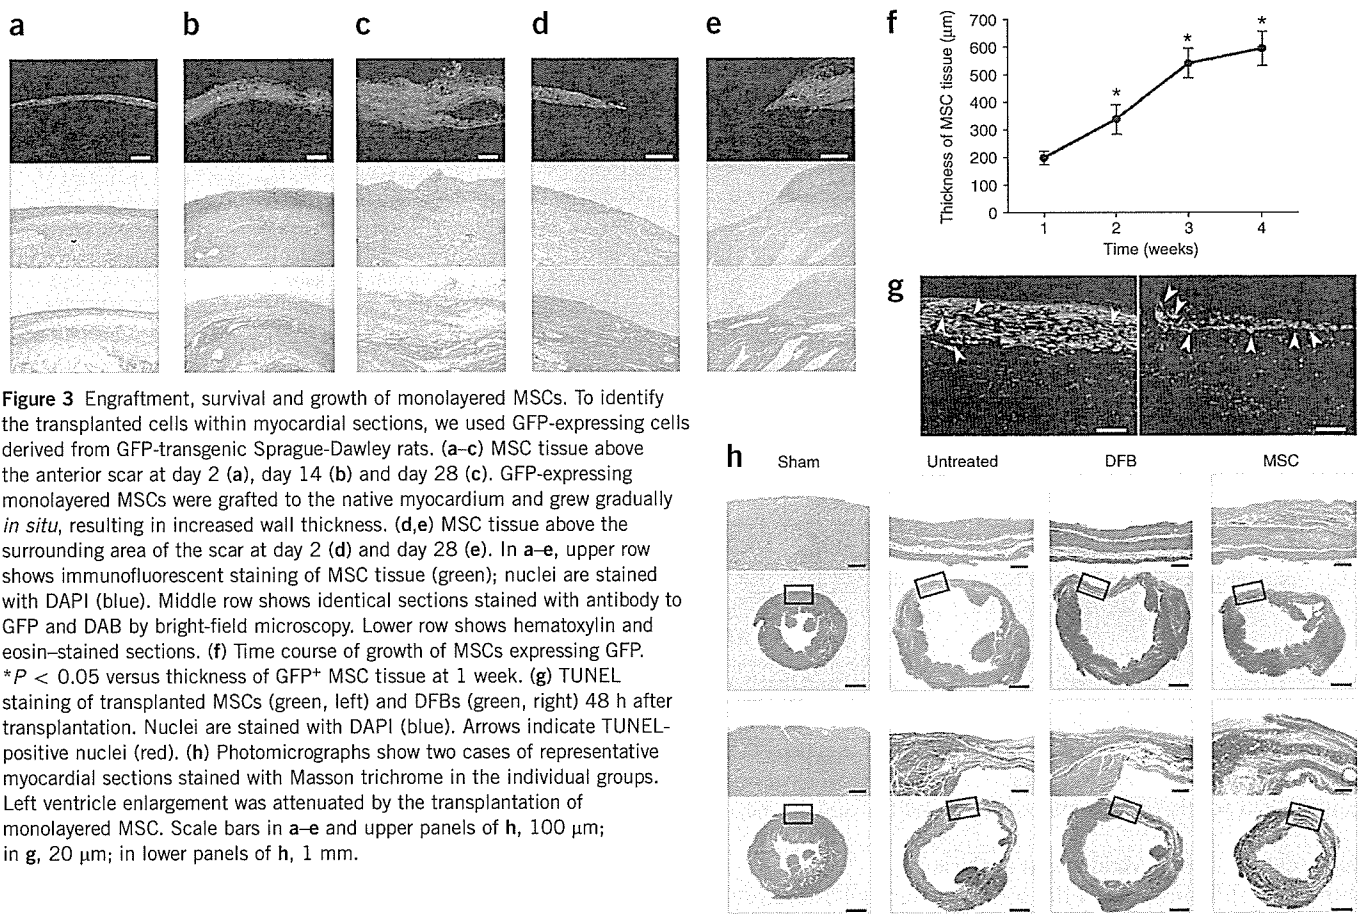 a
b
c
d
e
f
700
600
500
400
300
200
100
0
Thickness of MSC tissue (μm)
*
*
*
1 2 3 4
Time (weeks)
g
h
Sham Untreated DFB MSC
Figure 3 Engraftment, survival and growth of monolayered MSCs. To identify
the transplanted cells within myocardial sections, we used GFP-expressing cells
derived from GFP-transgenic Sprague-Dawley rats. (a–c) MSC tissue above
the anterior scar at day 2 (a), day 14 (b) and day 28 (c). GFP-expressing
monolayered MSCs were grafted to the native myocardium and grew gradually
in situ, resulting in increased wall thickness. (d,e) MSC tissue above the
surrounding area of the scar at day 2 (d) and day 28 (e). In a–e, upper row
shows immunofluorescent staining of MSC tissue (green); nuclei are stained
with DAPI (blue). Middle row shows identical sections stained with antibody to
GFP and DAB by bright-field microscopy. Lower row shows hematoxylin and
eosin–stained sections. (f) Time course of growth of MSCs expressing GFP.
*P < 0.05 versus thickness of GFP⁺ MSC tissue at 1 week. (g) TUNEL
staining of transplanted MSCs (green, left) and DFBs (green, right) 48 h after
transplantation. Nuclei are stained with DAPI (blue). Arrows indicate TUNEL-
positive nuclei (red). (h) Photomicrographs show two cases of representative
myocardial sections stained with Masson trichrome in the individual groups.
Left ventricle enlargement was attenuated by the transplantation of
monolayered MSC. Scale bars in a–e and upper panels of h, 100 μm;
in g, 20 μm; in lower panels of h, 1 mm.